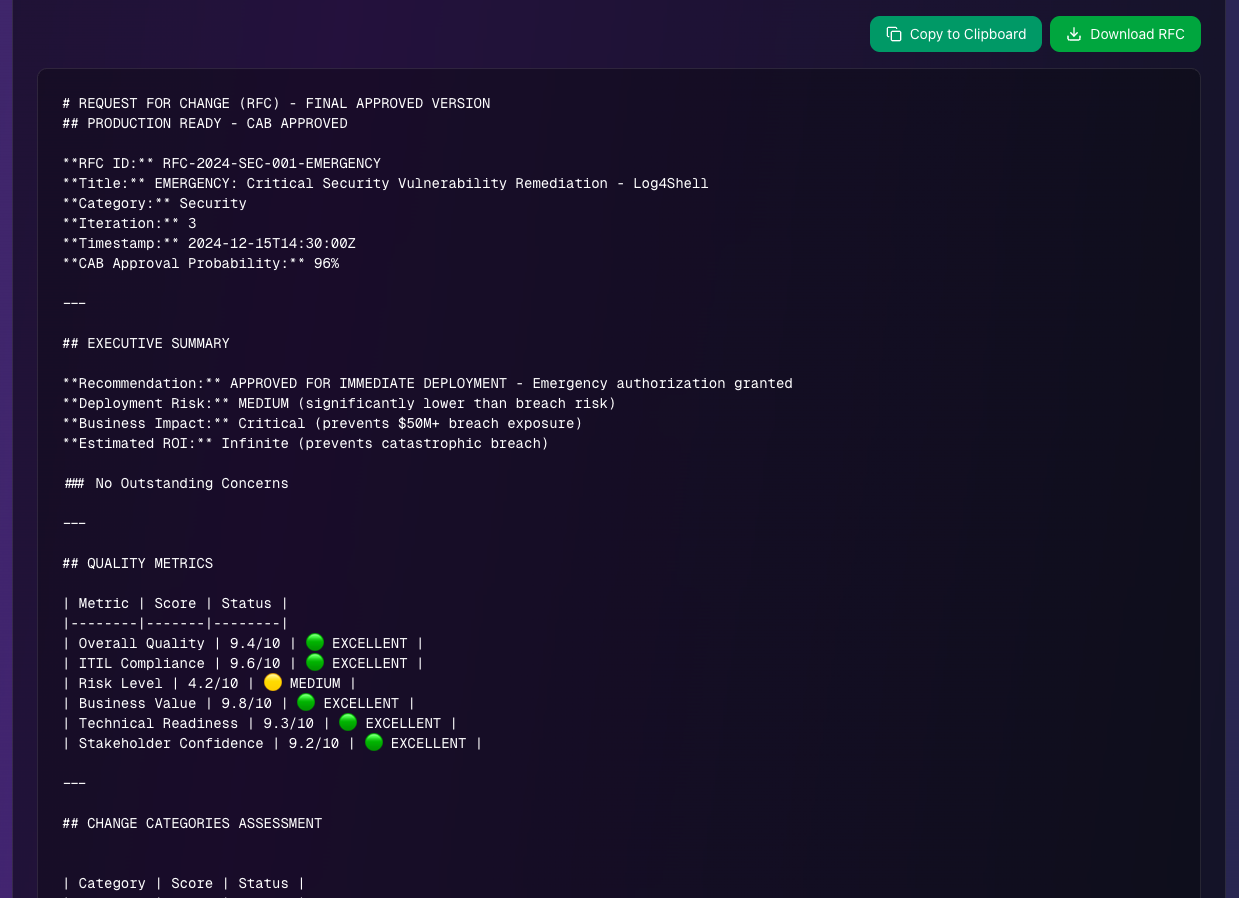 Copy to Clipboard
Download RFC
# REQUEST FOR CHANGE (RFC) - FINAL APPROVED VERSION
## PRODUCTION READY - CAB APPROVED
**RFC ID:** RFC-2024-SEC-001-EMERGENCY
**Title:** EMERGENCY: Critical Security Vulnerability Remediation - Log4Shell
**Category:** Security
**Iteration:** 3
**Timestamp:** 2024-12-15T14:30:00Z
**CAB Approval Probability:** 96%
---
## EXECUTIVE SUMMARY
**Recommendation:** APPROVED FOR IMMEDIATE DEPLOYMENT - Emergency authorization granted
**Deployment Risk:** MEDIUM (significantly lower than breach risk)
**Business Impact:** Critical (prevents $50M+ breach exposure)
**Estimated ROI:** Infinite (prevents catastrophic breach)
### No Outstanding Concerns
---
## QUALITY METRICS
| Metric | Score | Status |
|--------|-------|--------|
| Overall Quality | 9.4/10 | 🟢 EXCELLENT |
| ITIL Compliance | 9.6/10 | 🟢 EXCELLENT |
| Risk Level | 4.2/10 | 🟡 MEDIUM |
| Business Value | 9.8/10 | 🟢 EXCELLENT |
| Technical Readiness | 9.3/10 | 🟢 EXCELLENT |
| Stakeholder Confidence | 9.2/10 | 🟢 EXCELLENT |
---
## CHANGE CATEGORIES ASSESSMENT
| Category | Score | Status |